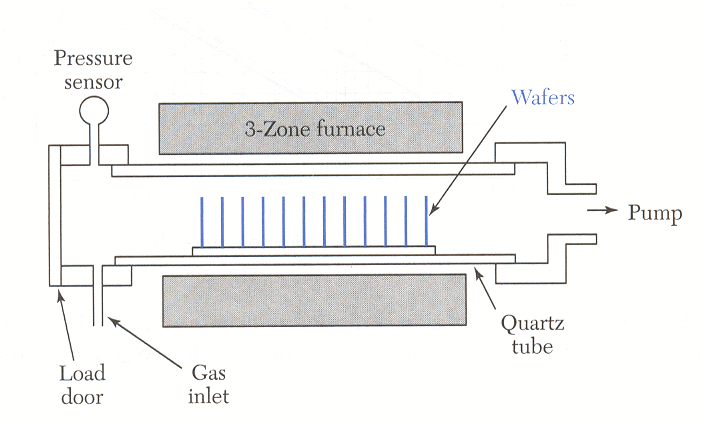 Pressure
sensor
Wafers
3-Zone furnace
Pump
Quartz
tube
Load
door
Gas
inlet